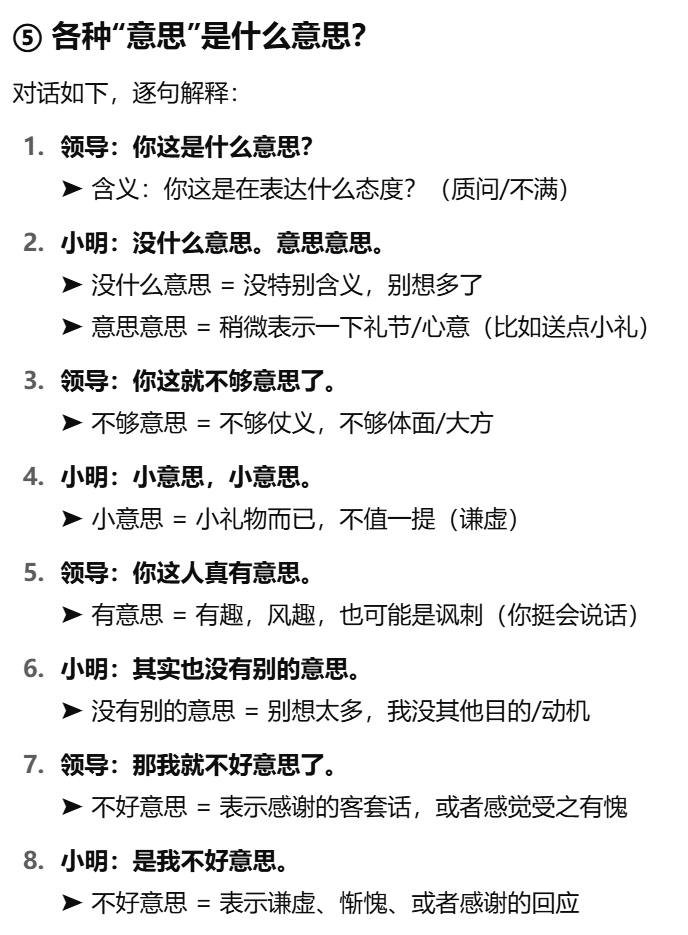 ⑤ 各种“意思”是什么意思?
对话如下，逐句解释：
1. 领导：你这是什么意思?
➤ 含义：你这是在表达什么态度? (质问/不满)
2. 小明：没什么意思。意思意思。
➤ 没什么意思 = 没特别含义，别想多了
➤ 意思意思 = 稍微表示一下礼节/心意（比如送点小礼）
3. 领导：你这就不够意思了。
➤ 不够意思 = 不够仗义，不够体面/大方
4. 小明：小意思，小意思。
➤ 小意思 = 小礼物而已，不值一提（谦虚）
5. 领导：你这人真有意思。
➤ 有意思 = 有趣，风趣，也可能是讽刺（你挺会说话）
6. 小明：其实也没有别的意思。
➤ 没有别的意思 = 别想太多，我没其他目的/动机
7. 领导：那我就不好意思了。
➤ 不好意思 = 表示感谢的客套话，或者感觉受之有愧
8. 小明：是我不好意思。
➤ 不好意思 = 表示谦虚、惭愧、或者感谢的回应